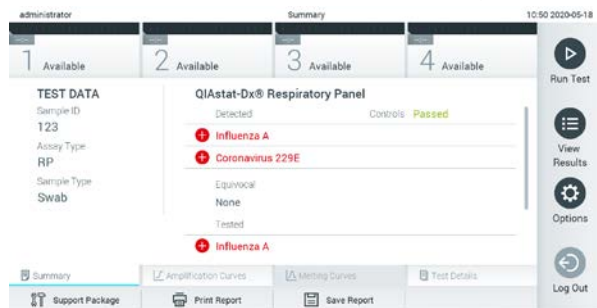 administrator Summary 10:50 2020-05-18
1 Available 2 Available 3 Available 4 Available
Run Test
TEST DATA
Sample ID
123
Assay Type
RP
Sample Type
Swab
QIAstat-Dx® Respiratory Panel
Detected Controls Passed
Influenza A
Coronavirus 229E
Equivocal
None
Tested
Influenza A
View
Results
Options
Log Out
Summary Amplification Curves Melting Curves Test Details
Support Package Print Report Save Report